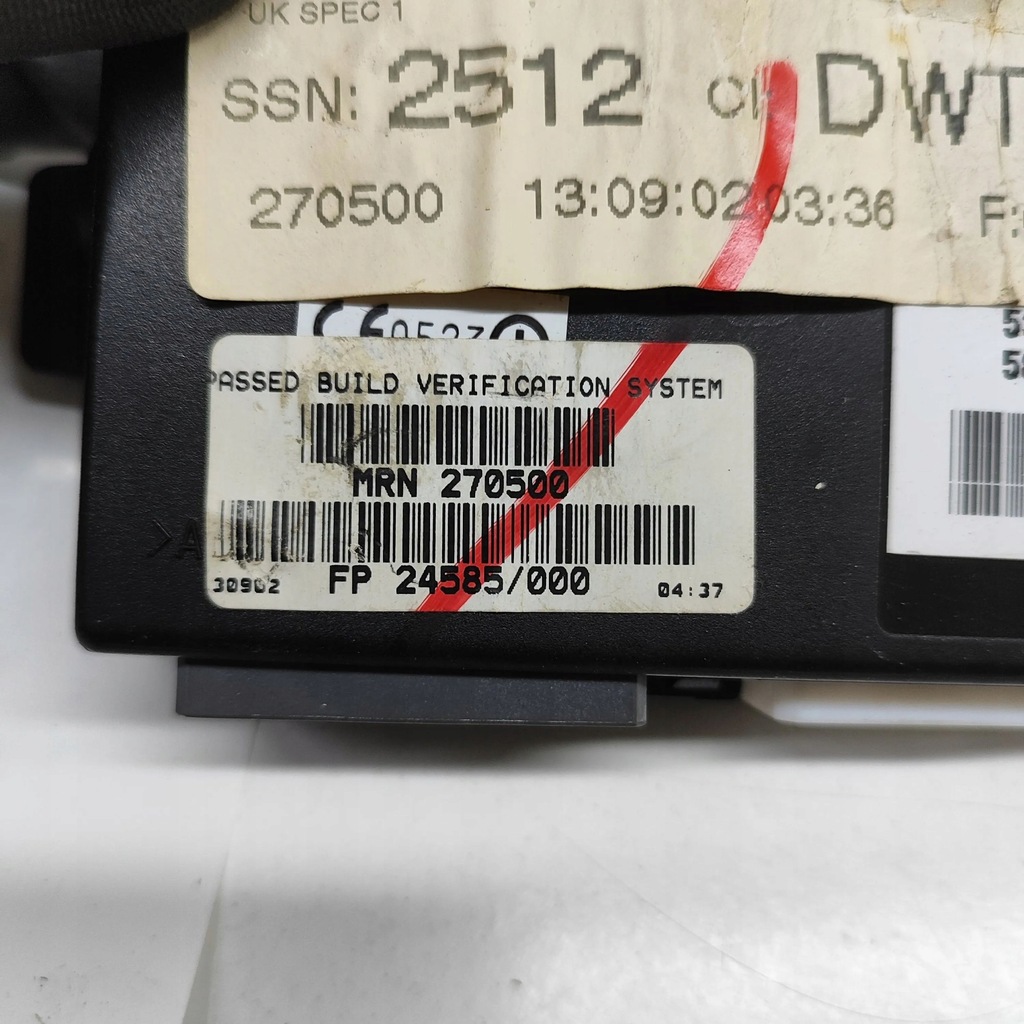 UK SPEC 1
SSN: 2512 DWT
270500 13:09:02 03:36 F:
PASSED BUILD VERIFICATION SYSTEM
MRN 270500
FP 24585/000
30902 04:37